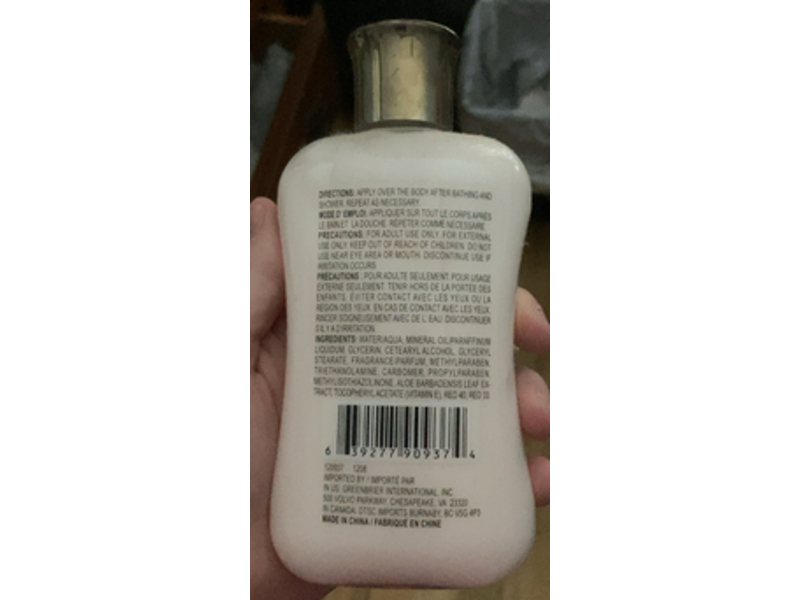 DIRECTIONS: APPLY OVER THE BODY AFTER BATHING AND
SHOWER, REPEAT AS NECESSARY.
MODE D' EMPLOI: APPLIQUER SUR TOUT LE CORPS APRÈS
LE BAIN ET LA DOUCHE. RÉPÉTER COMME NÉCESSAIRE.
PRECAUTIONS: FOR ADULT USE ONLY. FOR EXTERNAL
USE ONLY. KEEP OUT OF REACH OF CHILDREN. DO NOT
USE NEAR EYE AREA OR MOUTH. DISCONTINUE USE IF
IRRITATION OCCURS.
PRÉCAUTIONS : POUR ADULTE SEULEMENT. POUR USAGE
EXTERNE SEULEMENT. TENIR HORS DE LA PORTÉE DES
ENFANTS. ÉVITER CONTACT AVEC LES YEUX OU LA
RÉGION DES YEUX. EN CAS DE CONTACT AVEC LES YEUX,
RINCER SOIGNEUSEMENT AVEC DE L' EAU. DISCONTINUER
S'IL Y A D'IRRITATION.
INGREDIENTS: WATER/AQUA, MINERAL OIL/PARAFFINUM
LIQUIDUM, GLYCERIN, CETEARYL ALCOHOL, GLYCERYL
STEARATE, FRAGRANCE/PARFUM, METHYLPARABEN,
TRIETHANOLAMINE, CARBOMER, PROPYLPARABEN,
METHYLISOTHIAZOLINONE, ALOE BARBADENSIS LEAF EX-
TRACT, TOCOPHERYL ACETATE (VITAMIN E), RED 40, RED 33.
6 39277 90937 4
120937 1208
IMPORTED BY / IMPORTÉ PAR
IN US: GREENBRIER INTERNATIONAL, INC.
500 VOLVO PARKWAY, CHESAPEAKE, VA 23320
IN CANADA: DTSC IMPORTS BURNABY, BC V5G 4P3
MADE IN CHINA / FABRIQUÉ EN CHINE